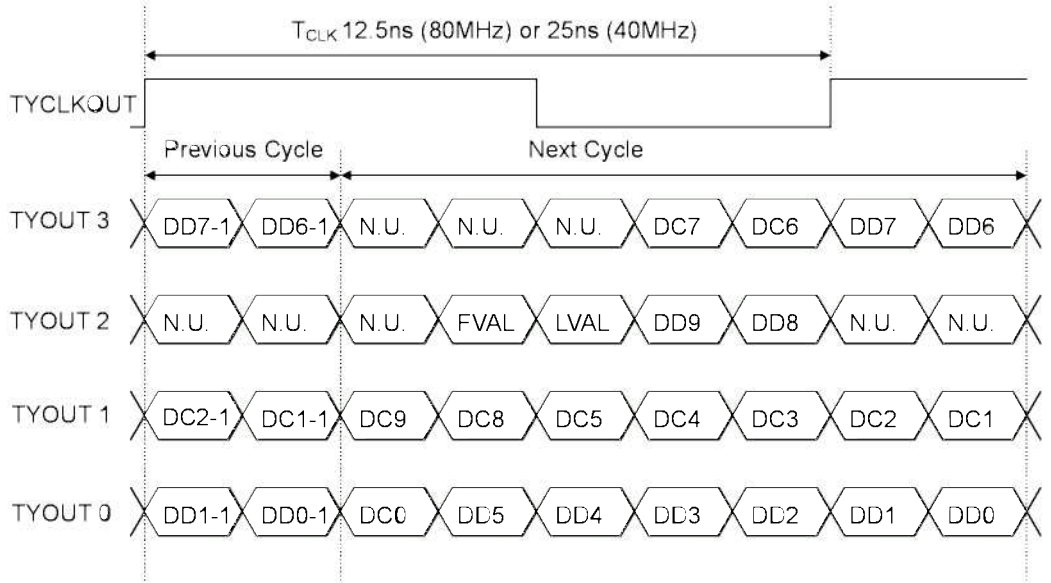 TCLK 12.5ns (80MHz) or 25ns (40MHz)
TYCLKOUT
Previous Cycle Next Cycle
TYOUT 3 DD7-1 DD6-1 N.U. N.U. N.U. DC7 DC6 DD7 DD6
TYOUT 2 N.U. N.U. N.U. FVAL LVAL DD9 DD8 N.U. N.U.
TYOUT 1 DC2-1 DC1-1 DC9 DC8 DC5 DC4 DC3 DC2 DC1
TYOUT 0 DD1-1 DD0-1 DC0 DD5 DD4 DD3 DD2 DD1 DD0